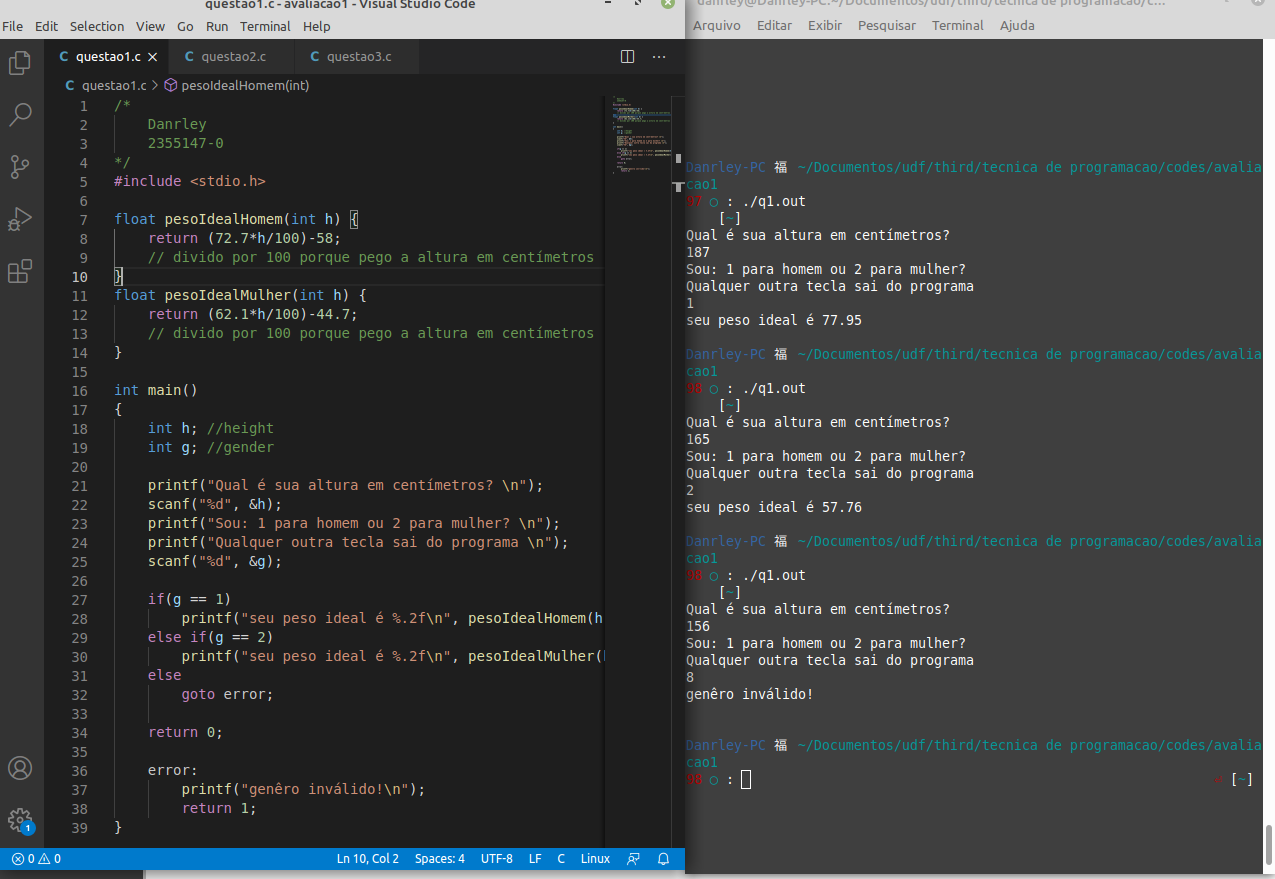 questao1.c - avaliacao1 - Visual Studio Code
File Edit Selection View Go Run Terminal Help
C questao1.c × C questao2.c C questao3.c ···
C questao1.c > pesoIdealHomem(int)
1 /*
2 Danrley
3 2355147-0
4 */
5 #include <stdio.h>
6
7 float pesoIdealHomem(int h) {
8 return (72.7*h/100)-58;
9 // divido por 100 porque pego a altura em centímetros
10 }
11 float pesoIdealMulher(int h) {
12 return (62.1*h/100)-44.7;
13 // divido por 100 porque pego a altura em centímetros
14 }
15
16 int main()
17 {
18 int h; //height
19 int g; //gender
20
21 printf("Qual é sua altura em centímetros? \n");
22 scanf("%d", &h);
23 printf("Sou: 1 para homem ou 2 para mulher? \n");
24 printf("Qualquer outra tecla sai do programa \n");
25 scanf("%d", &g);
26
27 if(g == 1)
28 printf("seu peso ideal é %.2f\n", pesoIdealHomem(h
29 else if(g == 2)
30 printf("seu peso ideal é %.2f\n", pesoIdealMulher(
31 else
32 goto error;
33
34 return 0;
35
36 error:
37 printf("genêro inválido!\n");
38 return 1;
39 }
1
0 0 Ln 10, Col 2 Spaces: 4 UTF-8 LF C Linux
danrley@Danrley-PC:~/Documentos/udf/third/tecnica de programacao/c...
Arquivo Editar Exibir Pesquisar Terminal Ajuda
Danrley-PC 福 ~/Documentos/udf/third/tecnica de programacao/codes/avalia
cao1
97 ○ : ./q1.out
[~]
Qual é sua altura em centímetros?
187
Sou: 1 para homem ou 2 para mulher?
Qualquer outra tecla sai do programa
1
seu peso ideal é 77.95
Danrley-PC 福 ~/Documentos/udf/third/tecnica de programacao/codes/avalia
cao1
98 ○ : ./q1.out
[~]
Qual é sua altura em centímetros?
165
Sou: 1 para homem ou 2 para mulher?
Qualquer outra tecla sai do programa
2
seu peso ideal é 57.76
Danrley-PC 福 ~/Documentos/udf/third/tecnica de programacao/codes/avalia
cao1
98 ○ : ./q1.out
[~]
Qual é sua altura em centímetros?
156
Sou: 1 para homem ou 2 para mulher?
Qualquer outra tecla sai do programa
8
genêro inválido!
Danrley-PC 福 ~/Documentos/udf/third/tecnica de programacao/codes/avalia
cao1
98 ○ : [~]